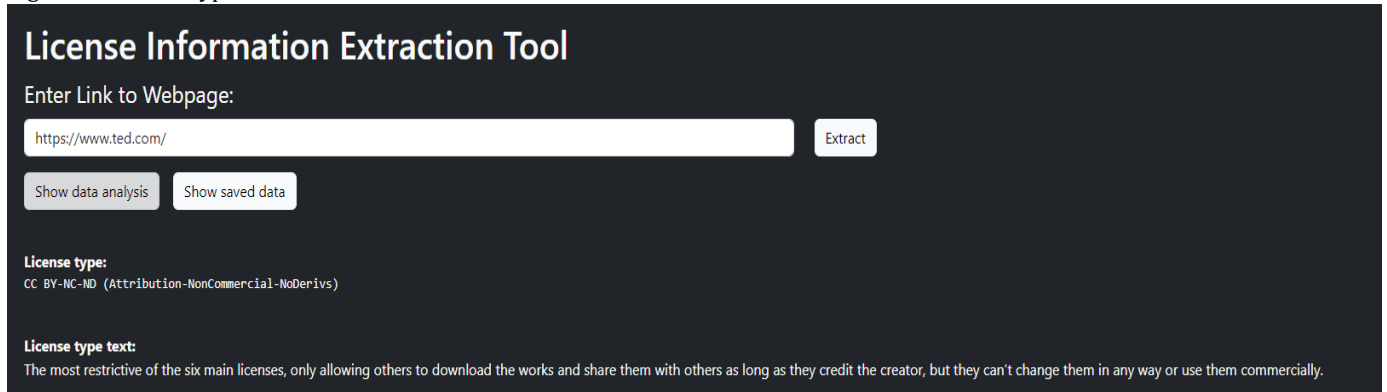 License Information Extraction Tool
Enter Link to Webpage:
https://www.ted.com/
Extract
Show data analysis
Show saved data
License type:
CC BY-NC-ND (Attribution-NonCommercial-NoDerivs)
License type text:
The most restrictive of the six main licenses, only allowing others to download the works and share them with others as long as they credit the creator, but they can't change them in any way or use them commercially.